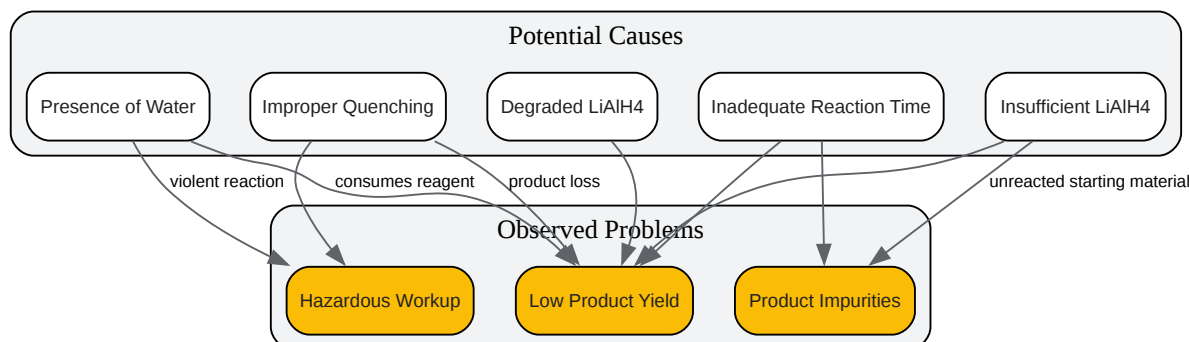 Potential Causes
Presence of Water
Improper Quenching
Degraded LiAlH4
Inadequate Reaction Time
Insufficient LiAlH4
violent reaction
consumes reagent
product loss
unreacted starting material
Observed Problems
Hazardous Workup
Low Product Yield
Product Impurities